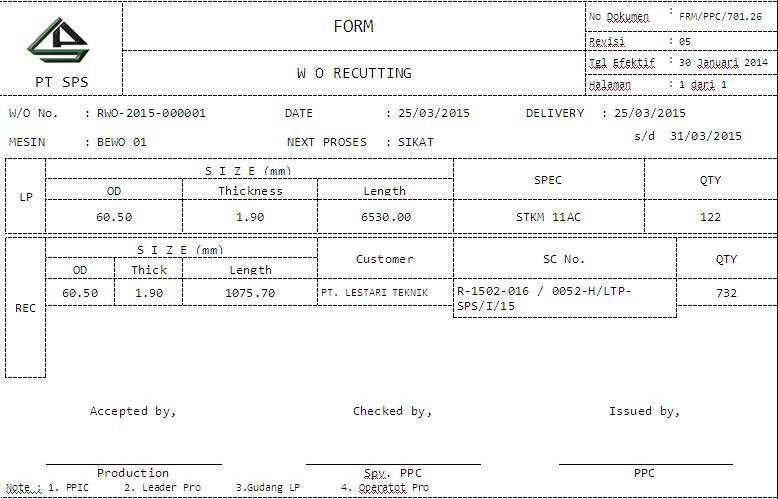 FORM
No Dokumen : FRM/PPC/701.26
Revisi : 05
W O RECUTTING
Tgl Efektif : 30 Januari 2014
Halaman : 1 dari 1
PT SPS
W/O No. : RWO-2015-000001 DATE : 25/03/2015 DELIVERY : 25/03/2015
s/d 31/03/2015
MESIN : BEWO 01 NEXT PROSES : SIKAT
LP S I Z E (mm) SPEC QTY
OD Thickness Length
60.50 1.90 6530.00 STKM 11AC 122
REC S I Z E (mm) Customer SC No. QTY
OD Thick Length
60.50 1.90 1075.70 PT. LESTARI TEKNIK R-1502-016 / 0052-H/LTP- 732
SPS/I/15
Accepted by, Checked by, Issued by,
Production Spv. PPC PPC
Note : 1. PPIC 2. Leader Pro 3.Gudang LP 4. Operatot Pro